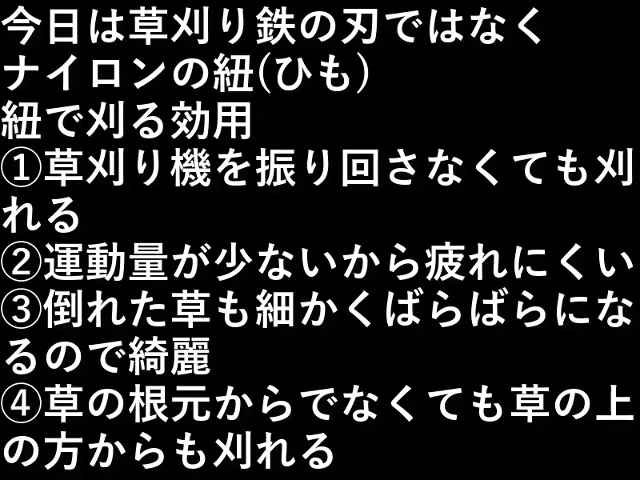 今日は草刈り鉄の刃ではなく
ナイロンの紐(ひも)
紐で刈る効用
①草刈り機を振り回さなくても刈
れる
②運動量が少ないから疲れにくい
③倒れた草も細かくばらばらにな
るので綺麗
④草の根元からでなくても草の上
の方からも刈れる